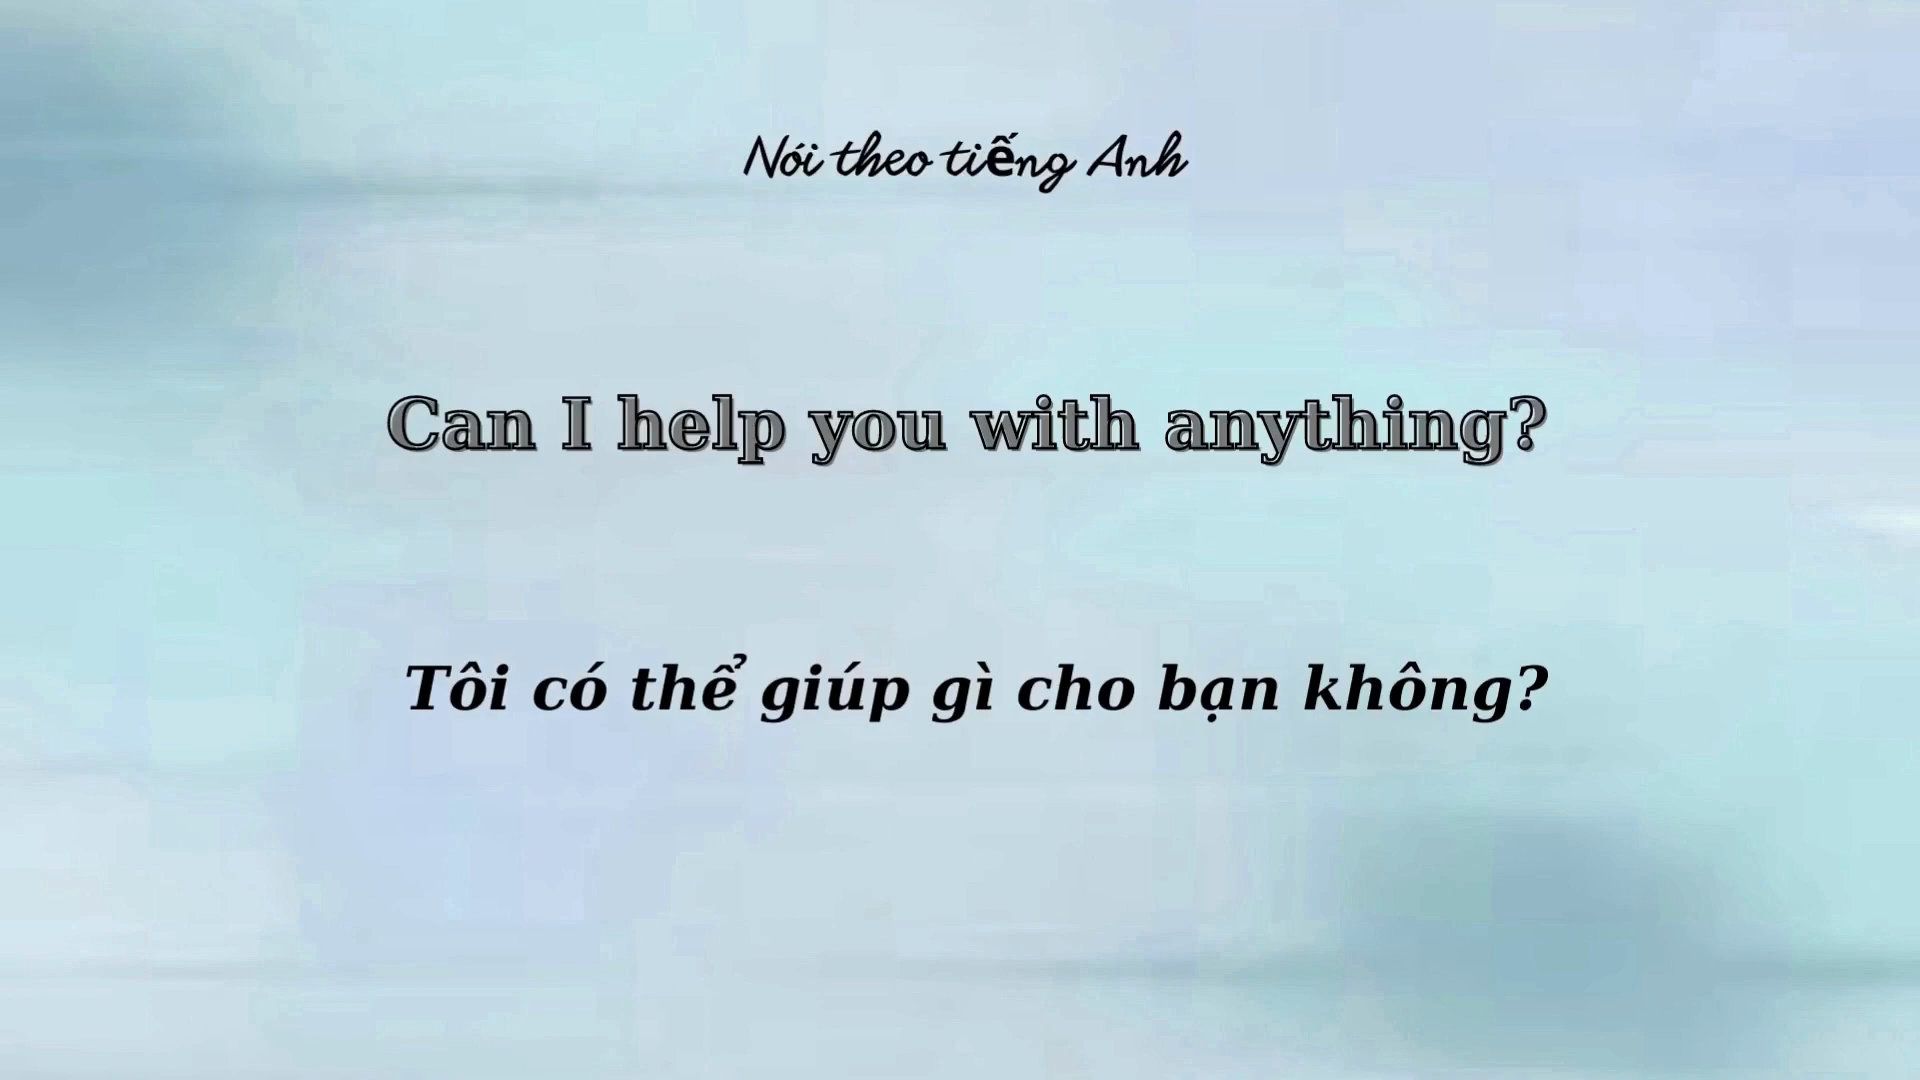 Nói theo tiếng Anh
Can I help you with anything?
Tôi có thể giúp gì cho bạn không?